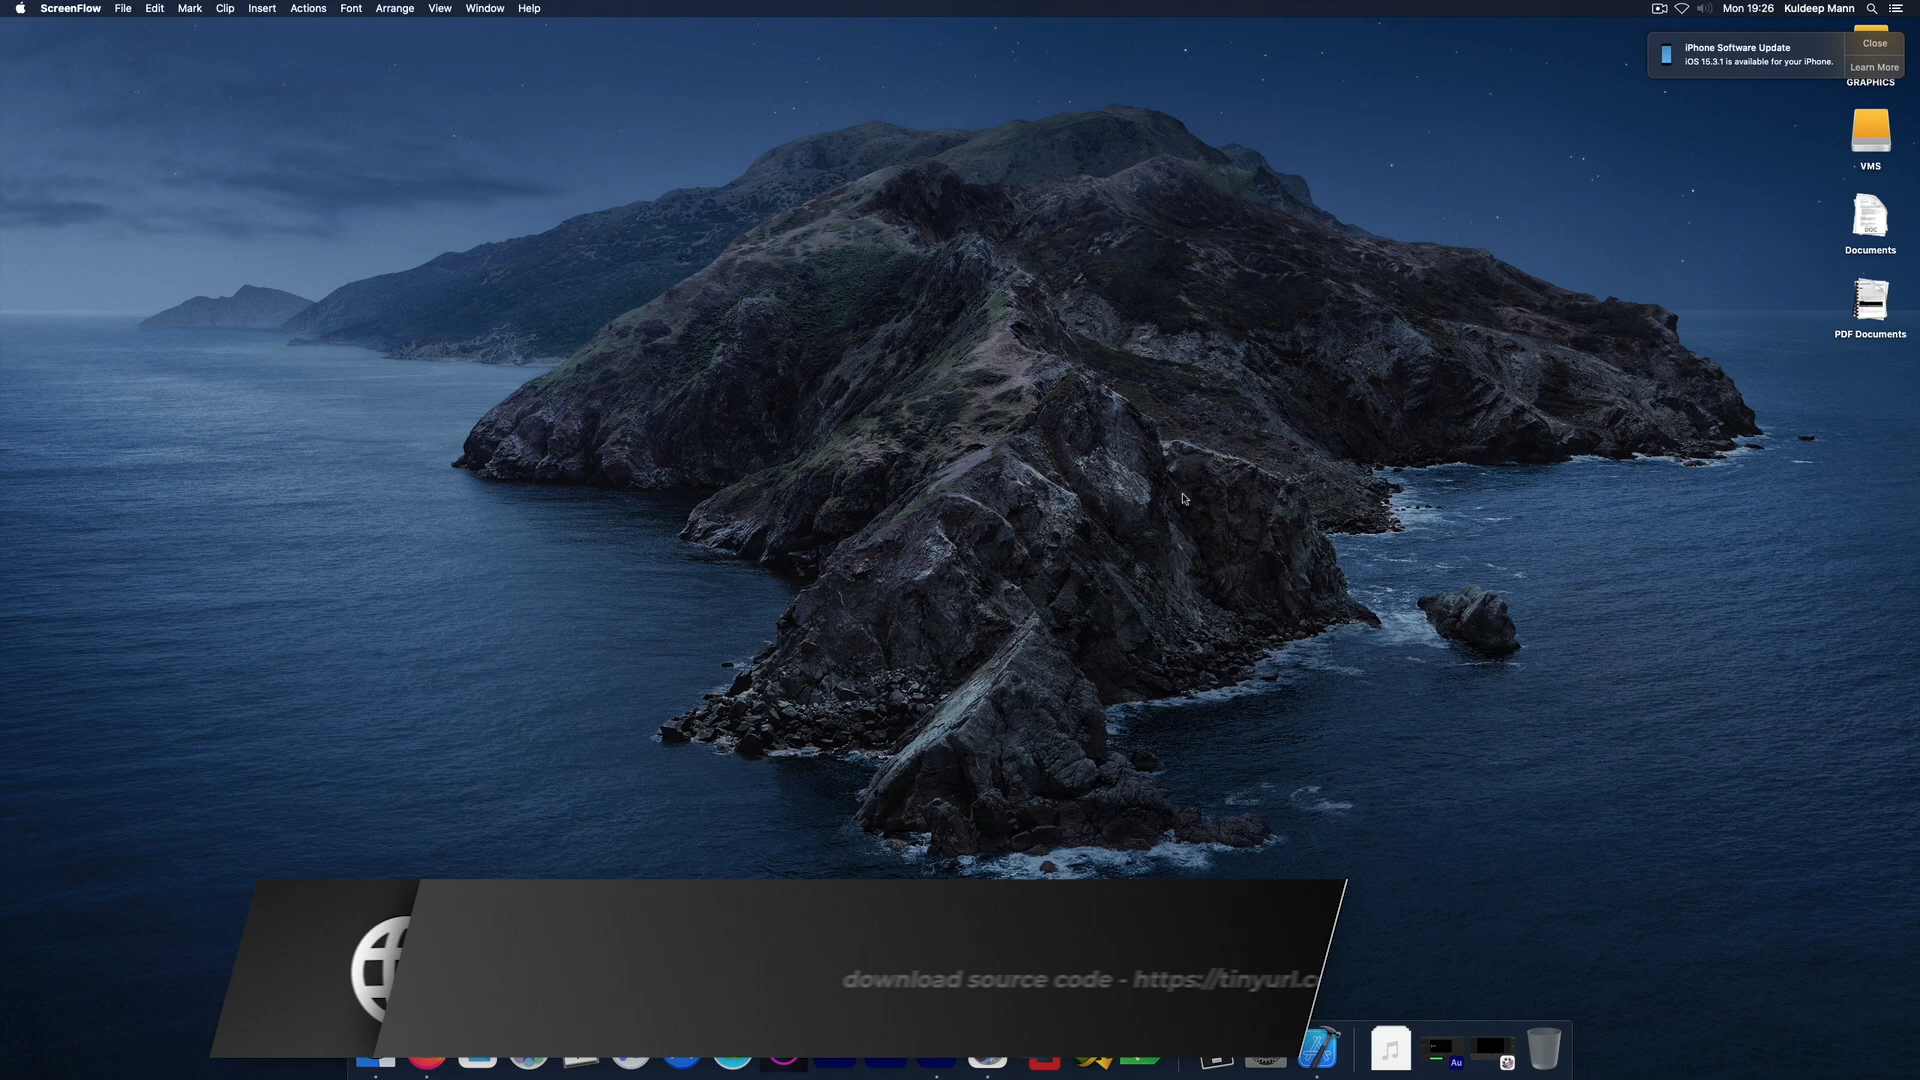 ScreenFlow File Edit Mark Clip Insert Actions Font Arrange View Window Help Mon 19:26 Kuldeep Mann
iPhone Software Update
iOS 15.3.1 is available for your iPhone.
Close
Learn More
GRAPHICS
VMS
DOC
Documents
PDF Documents
download source code - https://tinyurl.c
Au